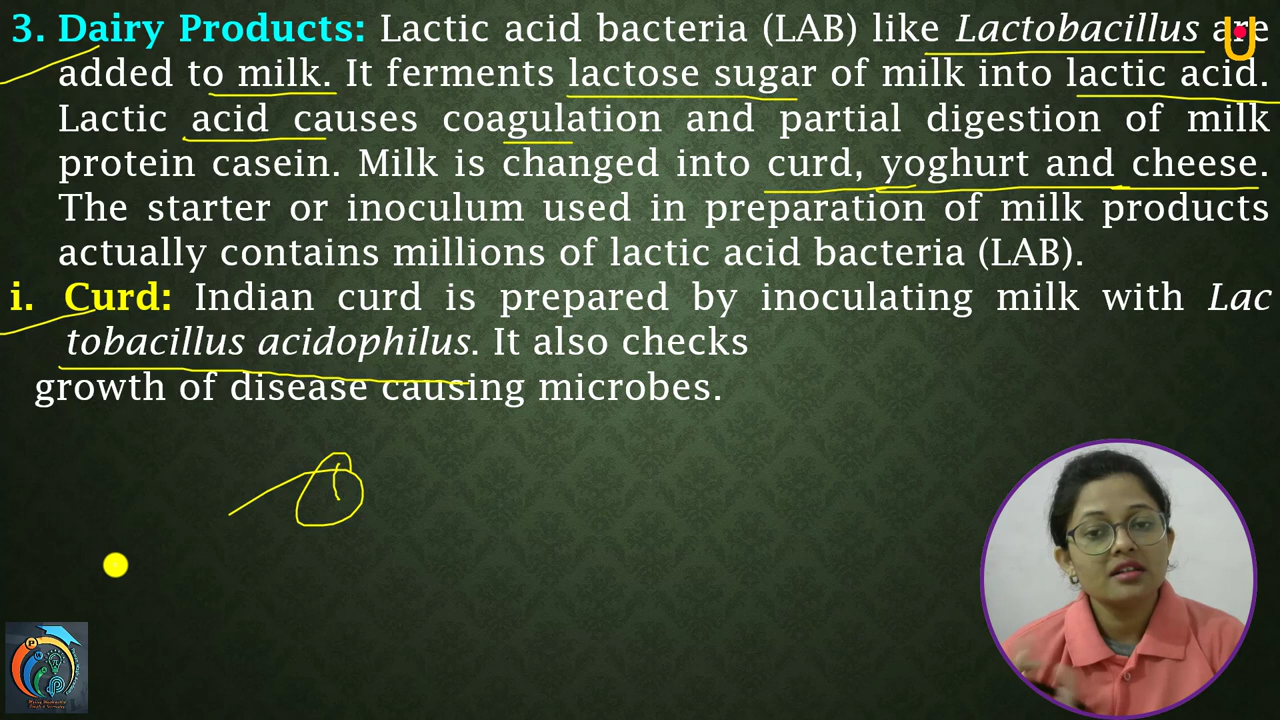 3. Dairy Products: Lactic acid bacteria (LAB) like Lactobacillus are
added to milk. It ferments lactose sugar of milk into lactic acid.
Lactic acid causes coagulation and partial digestion of milk
protein casein. Milk is changed into curd, yoghurt and cheese.
The starter or inoculum used in preparation of milk products
actually contains millions of lactic acid bacteria (LAB).
i. Curd: Indian curd is prepared by inoculating milk with Lac
tobacillus acidophilus. It also checks
growth of disease causing microbes.